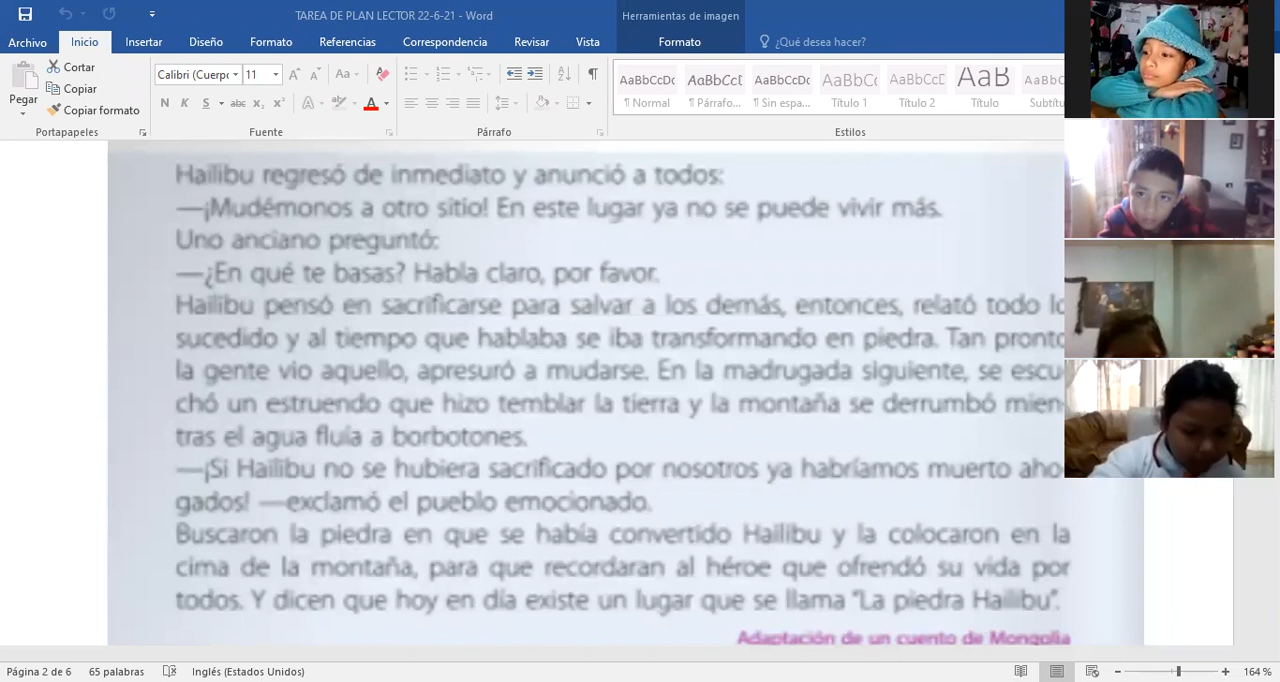 TAREA DE PLAN LECTOR 22-6-21 - Word
Herramientas de imagen
Archivo Inicio Insertar Diseño Formato Referencias Correspondencia Revisar Vista Formato ¿Qué desea hacer?
Pegar
Cortar
Copiar
Copiar formato
Calibri (Cuerpo 11
Aa
N K S abc x₂ x² A A
AaBbCcDc AaBbCcD AaBbCcDc AaBbCc AaBbCcD AaB AaBbC
¶ Normal ¶ Párrafo... ¶ Sin espa... Título 1 Título 2 Título Subtítu
Portapapeles Fuente Párrafo Estilos
Hailibu regresó de inmediato y anunció a todos:
—¡Mudémonos a otro sitio! En este lugar ya no se puede vivir más.
Uno anciano preguntó:
—¿En qué te basas? Habla claro, por favor.
Hailibu pensó en sacrificarse para salvar a los demás, entonces, relató todo lo
sucedido y al tiempo que hablaba se iba transformando en piedra. Tan pronto
la gente vio aquello, apresuró a mudarse. En la madrugada siguiente, se escu-
chó un estruendo que hizo temblar la tierra y la montaña se derrumbó mien-
tras el agua fluía a borbotones.
—¡Si Hailibu no se hubiera sacrificado por nosotros ya habríamos muerto aho-
gados! —exclamó el pueblo emocionado.
Buscaron la piedra en que se había convertido Hailibu y la colocaron en la
cima de la montaña, para que recordaran al héroe que ofrendó su vida por
todos. Y dicen que hoy en día existe un lugar que se llama "La piedra Hailibu".
Adaptación de un cuento de Mongolia
Página 2 de 6 65 palabras Inglés (Estados Unidos) 164 %